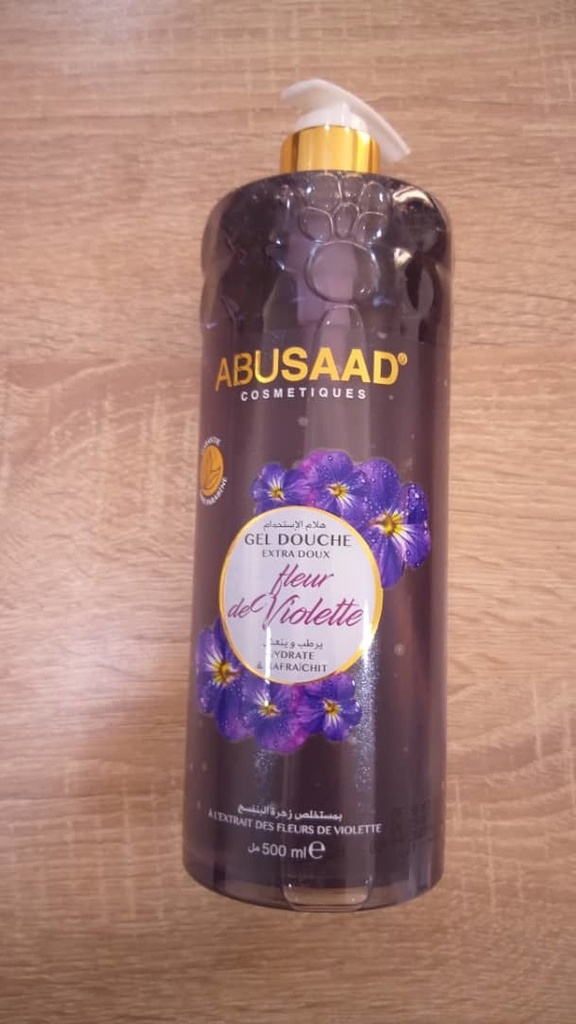 ABUSAAD®
COSMETIQUES
هلام الإستحمام
GEL DOUCHE
EXTRA DOUX
fleur
de Violette
يرطب و ينعش
HYDRATE
& RAFRAÎCHIT
بمستخلص زهرة البنفسج
À L'EXTRAIT DES FLEURS DE VIOLETTE
مل 500 ml e